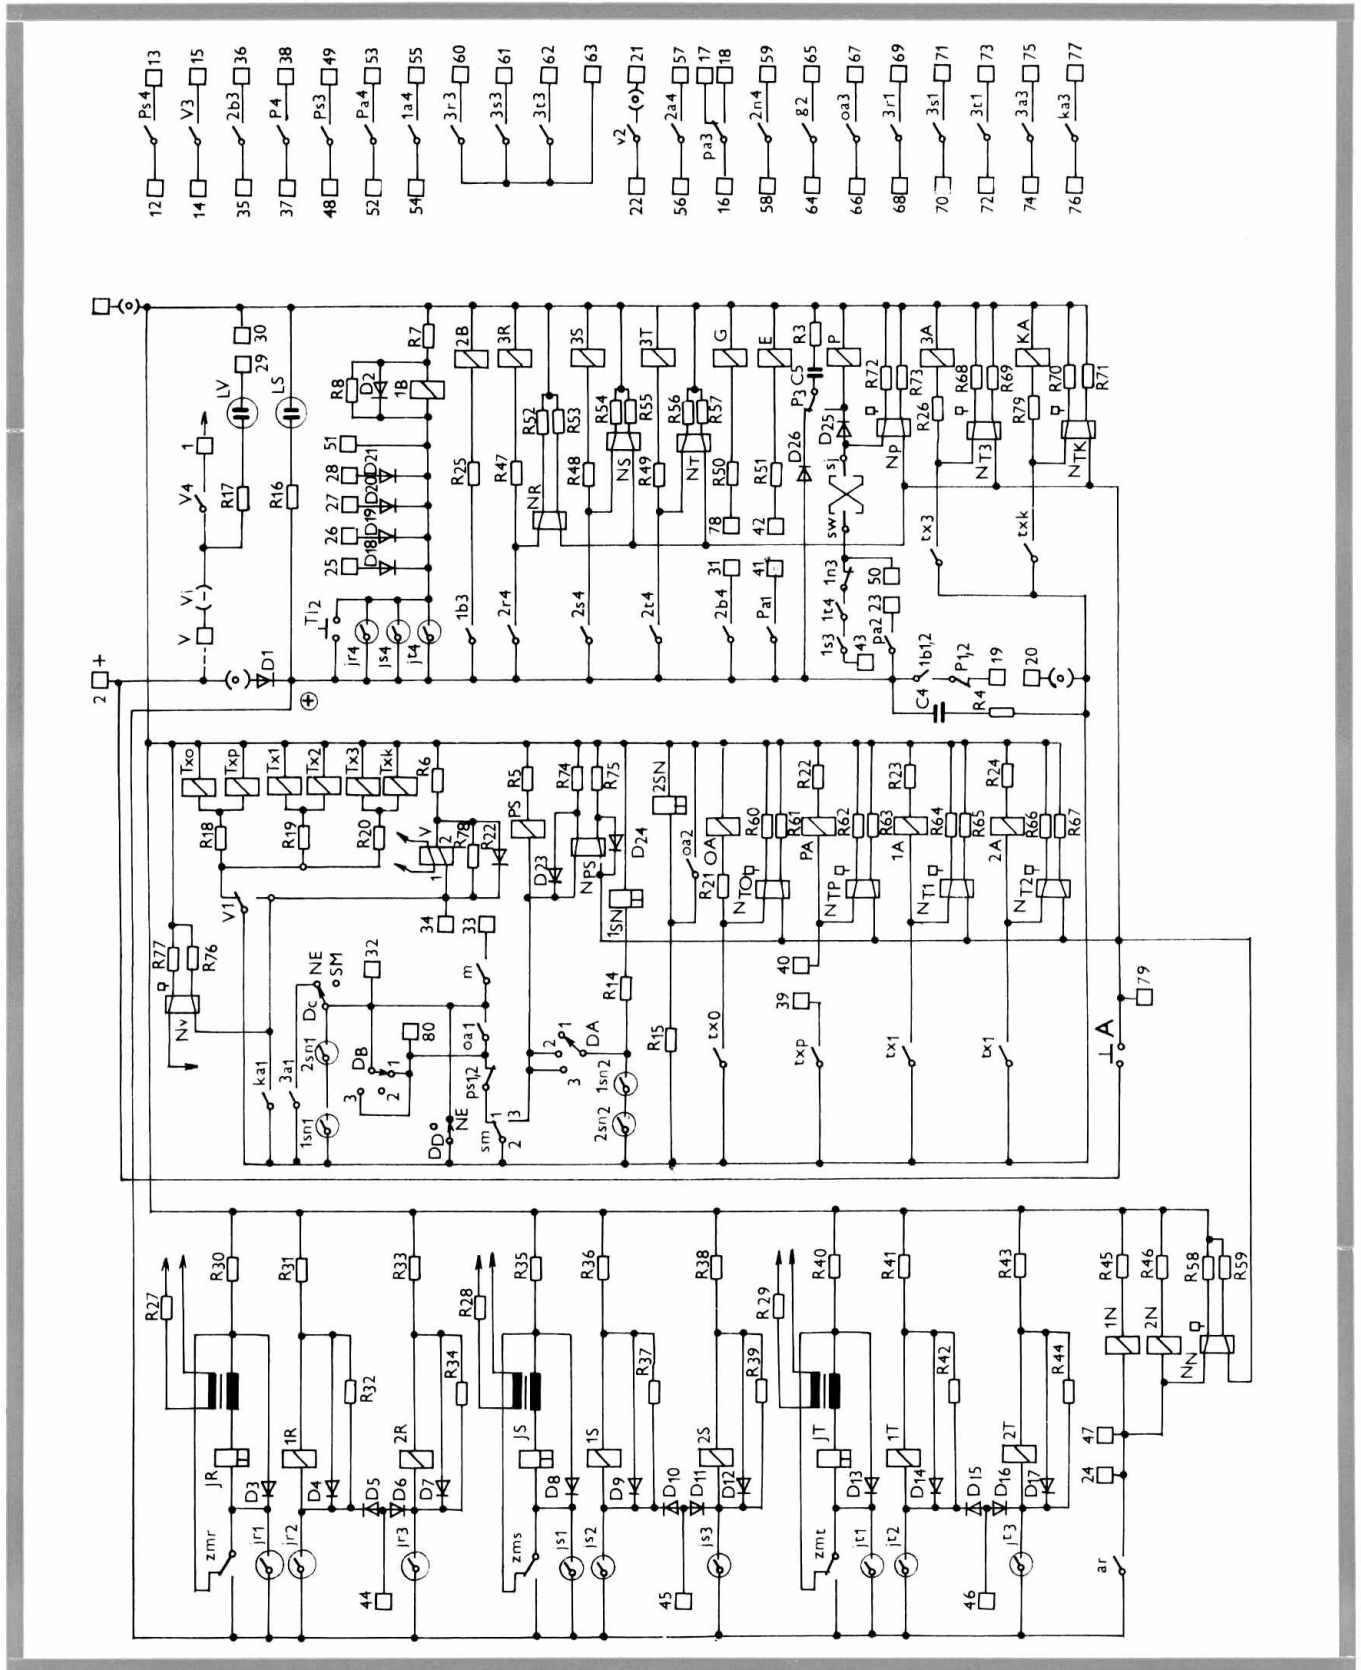 12 Ps4 13
14 V3 15
35 2b3 36
37 P4 38
48 Ps3 49
52 Pa4 53
54 1a4 55
3r3 60
3s3 61
3t3 62
63
22 v2 21
56 2a4 57
pa3 17
16 18
58 2n4 59
64 g2 65
66 oa3 67
68 3r1 69
70 3s1 71
72 3t1 73
74 3a3 75
76 ka3 77
2 +
V Vi V4 1
R17 LV 29 30
R16 LS
D1
Ti2
jr4
js4
jt4
25 26 27 28 51
D18 D19 D20 D21
R8
D2
1B R7
1b3 R25 2B
2r4 R47 3R
NR R52
R53
2s4 R48 3S
NS R54
R55
2t4 R49 3T
NT R56
R57
2b4 31 78 R50 G
Pa1 41 42 R51 E
D26 P3 C5 R3
43 1s3 1t4 1n3 swr sj D25 P
pa2 23 50
Np R72
R73
1b1,2 P1,2 19 20
C4 R4
tx3 R26 3A
NT3 R68
R69
txk R79 KA
NTK R70
R71
Nv R77
R76
V1
R18 Txo
Txp
R19 Tx1
Tx2
R20 Tx3
Txk
ka1
3a1
1sn1 2sn1 Dc NE
SM
34 1 V 2 R6
R78
R22
32
33
m
DB 1
2
3
80
DD NE
sm 1
2
3
ps1,2 oa1
D23 PS R5
NPS R74
R75
D24
DA 1
2
3
2sn2 1sn2 R14 1SN
R15 2SN
oa2
tx0 R21 OA
NTO R60
R61
txp 39 40 PA R22
NTP R62
R63
tx1 1A R23
NT1 R64
R65
tx1 2A R24
NT2 R66
R67
A
79
R27
zmr JR R30
jr1 D3
jr2 1R R31
D4 R32
44 D5
D6
jr3 2R R33
D7 R34
R28
zms JS R35
js1 D8
js2 1S R36
D9 R37
45 D10
D11
js3 2S R38
D12 R39
R29
zmt JT R40
jt1 D13
jt2 1T R41
D14 R42
46 D15
D16
jt3 2T R43
D17 R44
ar 24 47
1N R45
2N R46
NN R58
R59